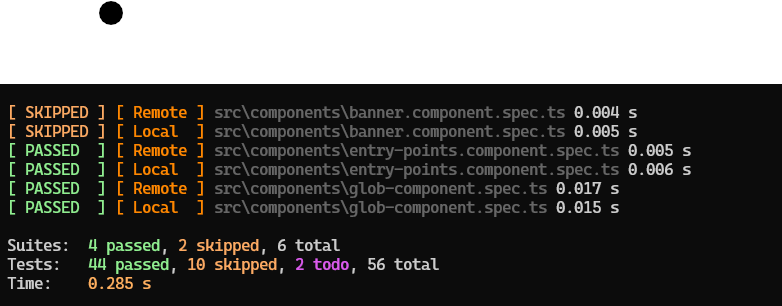 [ SKIPPED ] [ Remote ] src\components\banner.component.spec.ts 0.004 s
[ SKIPPED ] [ Local  ] src\components\banner.component.spec.ts 0.005 s
[ PASSED  ] [ Remote ] src\components\entry-points.component.spec.ts 0.005 s
[ PASSED  ] [ Local  ] src\components\entry-points.component.spec.ts 0.006 s
[ PASSED  ] [ Remote ] src\components\glob-component.spec.ts 0.017 s
[ PASSED  ] [ Local  ] src\components\glob-component.spec.ts 0.015 s
Suites:  4 passed, 2 skipped, 6 total
Tests:   44 passed, 10 skipped, 2 todo, 56 total
Time:    0.285 s